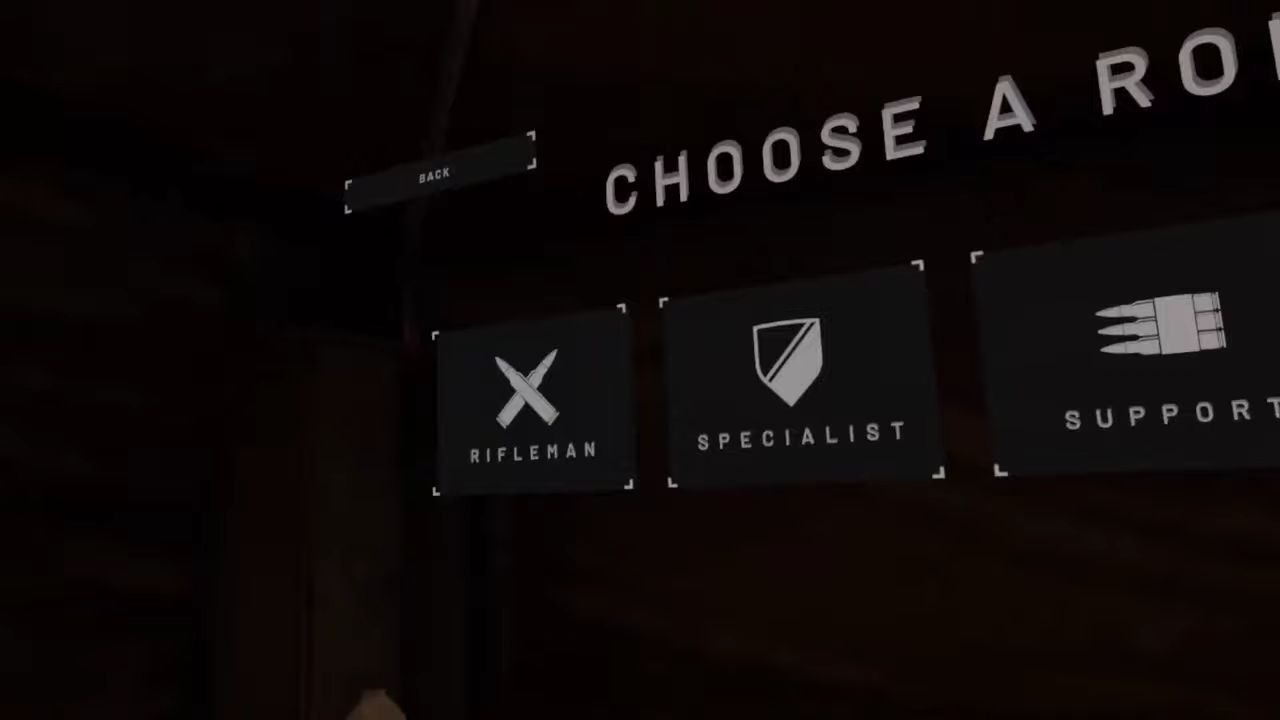 BACK
CHOOSE A RO
RIFLEMAN
SPECIALIST
SUPPORT